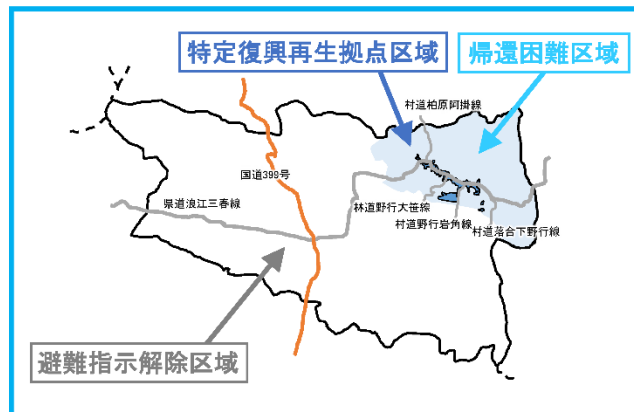 特定復興再生拠点区域
帰還困難区域
村道柏原阿掛線
国道399号
県道浪江三春線
林道野行大笹線
村道野行岩角線
村道落合下野行線
避難指示解除区域